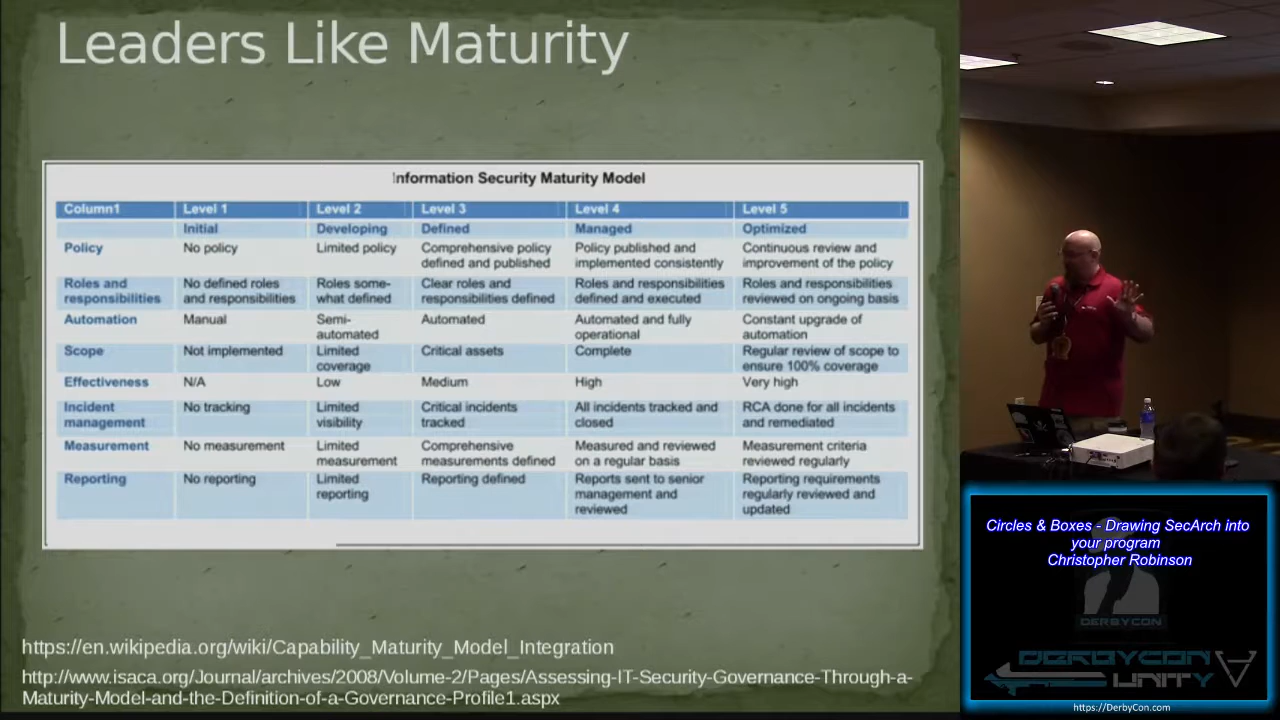 Leaders Like Maturity
Information Security Maturity Model
Column1 Level 1 Level 2 Level 3 Level 4 Level 5
Initial Developing Defined Managed Optimized
Policy No policy Limited policy Comprehensive policy Policy published and Continuous review and
defined and published implemented consistently improvement of the policy
Roles and No defined roles Roles some- Clear roles and Roles and responsibilities Roles and responsibilities
responsibilities and responsibilities what defined responsibilities defined defined and executed reviewed on ongoing basis
Automation Manual Semi- Automated Automated and fully Constant upgrade of
automated operational automation
Scope Not implemented Limited Critical assets Complete Regular review of scope to
coverage ensure 100% coverage
Effectiveness N/A Low Medium High Very high
Incident No tracking Limited Critical incidents All incidents tracked and RCA done for all incidents
management visibility tracked closed and remediated
Measurement No measurement Limited Comprehensive Measured and reviewed Measurement criteria
measurement measurements defined on a regular basis reviewed regularly
Reporting No reporting Limited Reporting defined Reports sent to senior Reporting requirements
reporting management and regularly reviewed and
reviewed updated
https://en.wikipedia.org/wiki/Capability_Maturity_Model_Integration
http://www.isaca.org/Journal/archives/2008/Volume-2/Pages/Assessing-IT-Security-Governance-Through-a-
Maturity-Model-and-the-Definition-of-a-Governance-Profile1.aspx
Circles & Boxes - Drawing SecArch into
your program
Christopher Robinson
DERBYCON
DERBYCON
UNITY
https://DerbyCon.com